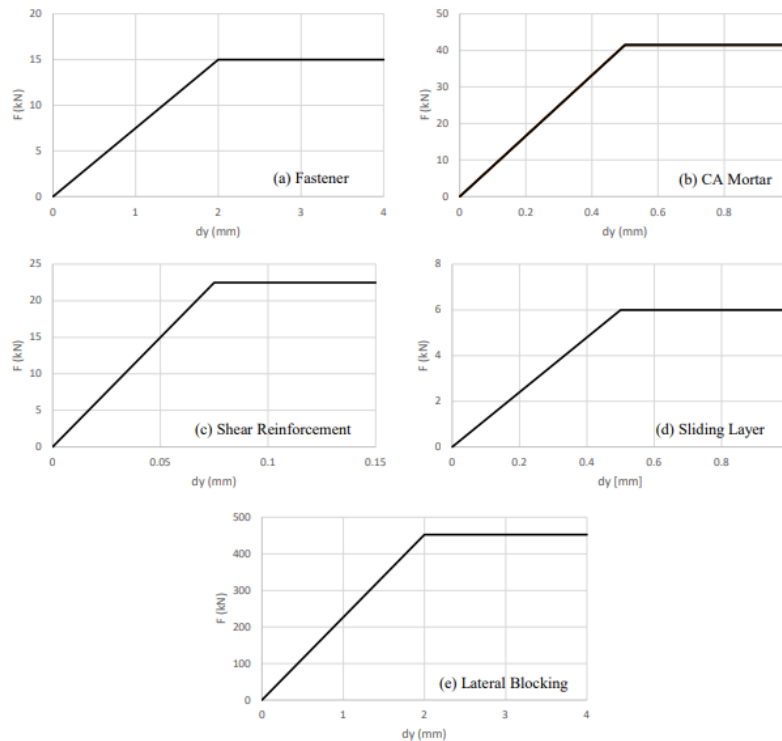 20
15
10
5
0
F (kN)
0 1 2 3 4
dy (mm)
(a) Fastener
50
40
30
20
10
0
F (kN)
0 0.2 0.4 0.6 0.8
dy (mm)
(b) CA Mortar
25
20
15
10
5
0
F (kN)
0 0.05 0.1 0.15
dy (mm)
(c) Shear Reinforcement
8
6
4
2
0
F (kN)
0 0.2 0.4 0.6 0.8
dy [mm]
(d) Sliding Layer
500
400
300
200
100
0
F (kN)
0 1 2 3 4
dy (mm)
(e) Lateral Blocking